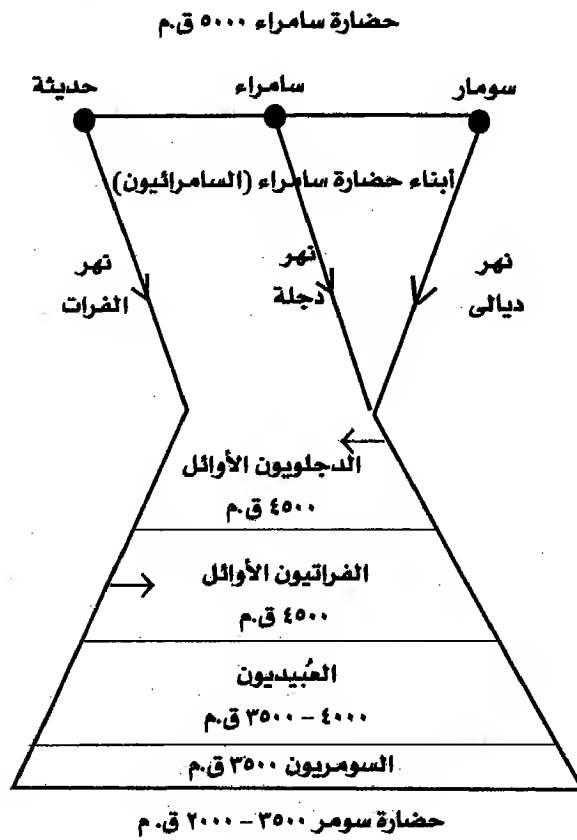 حضارة سامراء ٥٠٠٠ ق.م
سومار
سامراء
حديثة
أبناء حضارة سامراء (السامرائيون)
نهر
ديالى
نهر
دجلة
نهر
الفرات
الدجلويون الأوائل
٤٥٠٠ ق.م
الفراتيون الأوائل
٤٥٠٠ ق.م
العُبيديون
٤٠٠٠ – ٣٥٠٠ ق.م
السومريون ٣٥٠٠ ق.م
حضارة سومر ٣٥٠٠ – ٢٠٠٠ ق.م